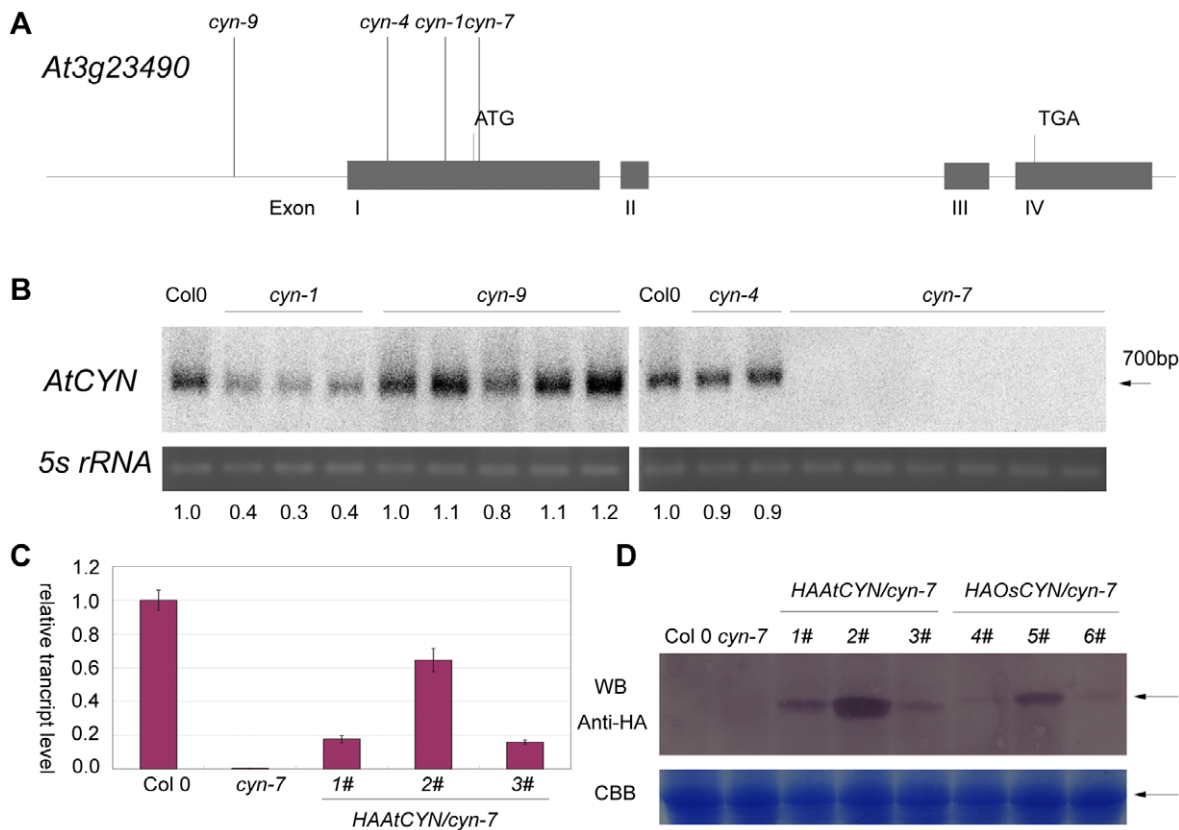 A
At3g23490
cyn-9 cyn-4 cyn-1 cyn-7
ATG TGA
Exon I II III IV
B
Col0 cyn-1 cyn-9 Col0 cyn-4 cyn-7
AtCYN
700bp
5s rRNA
1.0 0.4 0.3 0.4 1.0 1.1 0.8 1.1 1.2 1.0 0.9 0.9
C
relative transcript level
1.2
1.0
0.8
0.6
0.4
0.2
0.0
Col 0 cyn-7 1# 2# 3#
HAAtCYN/cyn-7
D
HAAtCYN/cyn-7 HAOsCYN/cyn-7
Col 0 cyn-7 1# 2# 3# 4# 5# 6#
WB
Anti-HA
CBB